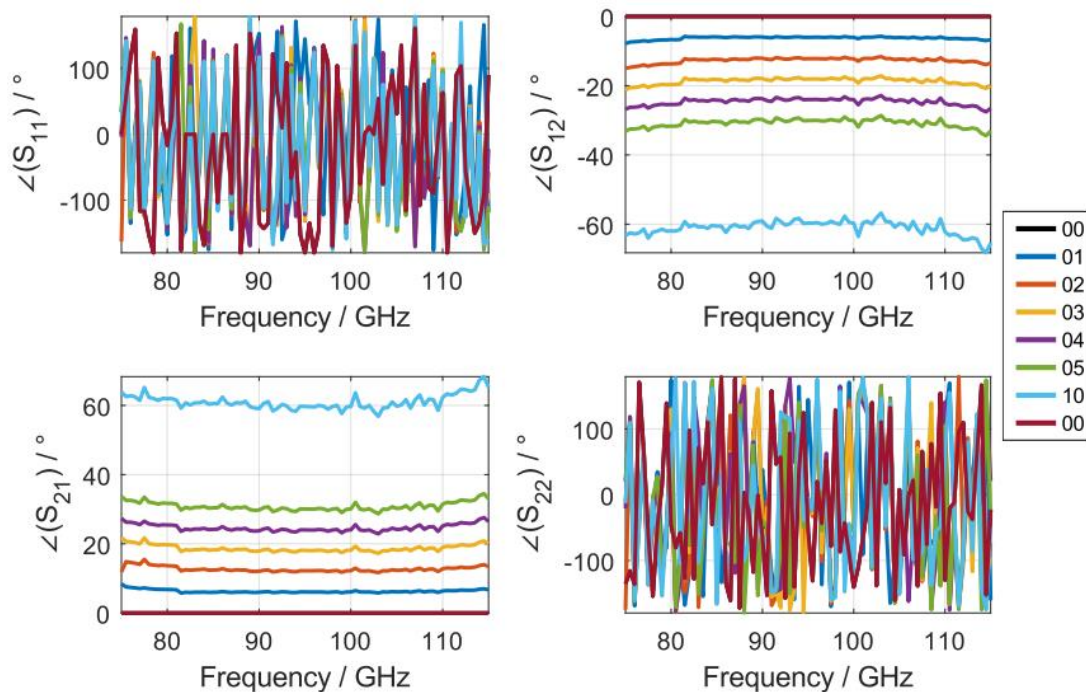 ∠(S11) / °
100
0
-100
80 90 100 110
Frequency / GHz
∠(S12) / °
0
-20
-40
-60
80 90 100 110
Frequency / GHz
∠(S21) / °
60
40
20
0
80 90 100 110
Frequency / GHz
∠(S22) / °
100
0
-100
80 90 100 110
Frequency / GHz
00
01
02
03
04
05
10
00